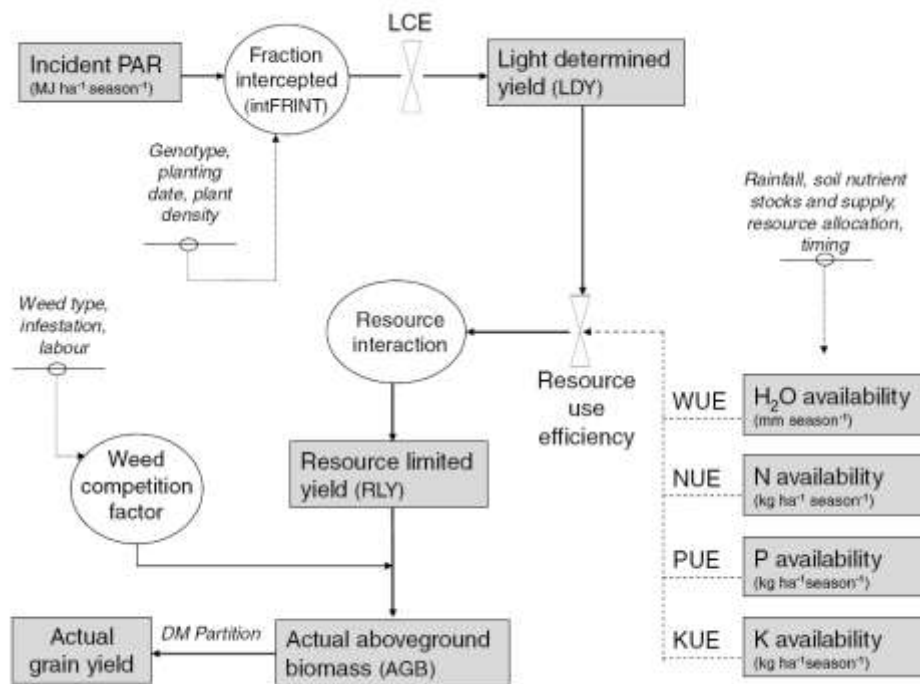 LCE
Incident PAR
(MJ ha⁻¹ season⁻¹)
Fraction
intercepted
(intFRINT)
Light determined
yield (LDY)
Genotype,
planting
date, plant
density
Rainfall, soil nutrient
stocks and supply,
resource allocation,
timing
Weed type,
infestation,
labour
Resource
interaction
Resource
use
efficiency
WUE
H₂O availability
(mm season⁻¹)
Weed
competition
factor
Resource limited
yield (RLY)
NUE
N availability
(kg ha⁻¹ season⁻¹)
PUE
P availability
(kg ha⁻¹season⁻¹)
Actual
grain yield
DM Partition
Actual aboveground
biomass (AGB)
KUE
K availability
(kg ha⁻¹season⁻¹)